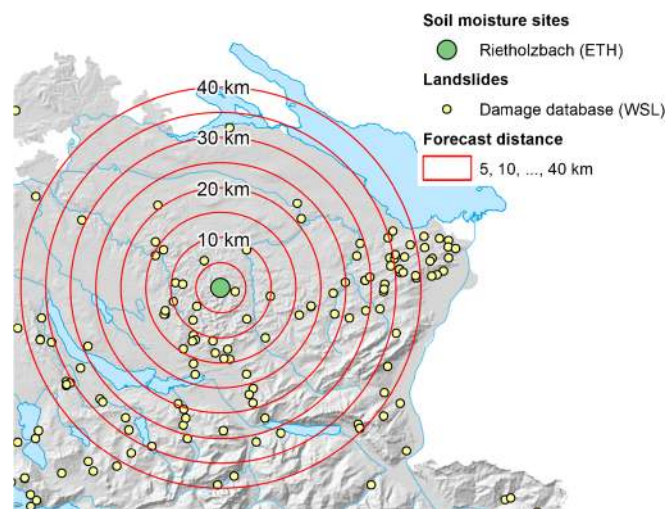 Soil moisture sites
Rietholzbach (ETH)
Landslides
Damage database (WSL)
Forecast distance
5, 10, ..., 40 km
40 km
30 km
20 km
10 km